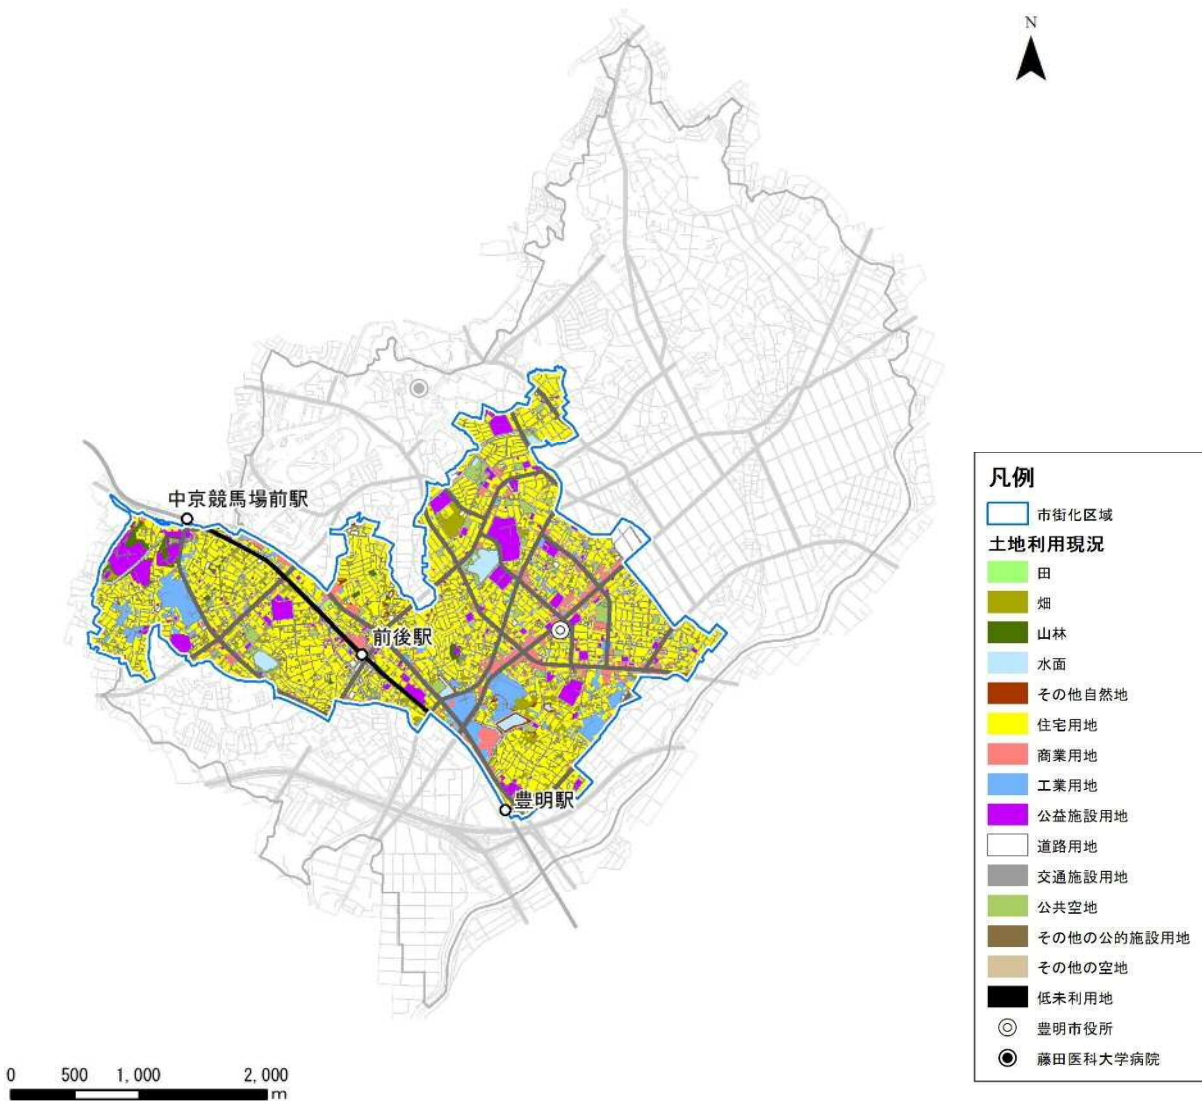 N
中京競馬場前駅
前後駅
豊明駅
凡例
市街化区域
土地利用現況
田
畑
山林
水面
その他自然地
住宅用地
商業用地
工業用地
公益施設用地
道路用地
交通施設用地
公共空地
その他の公的施設用地
その他の空地
低未利用地
豊明市役所
藤田医科大学病院
0 500 1,000 2,000
m